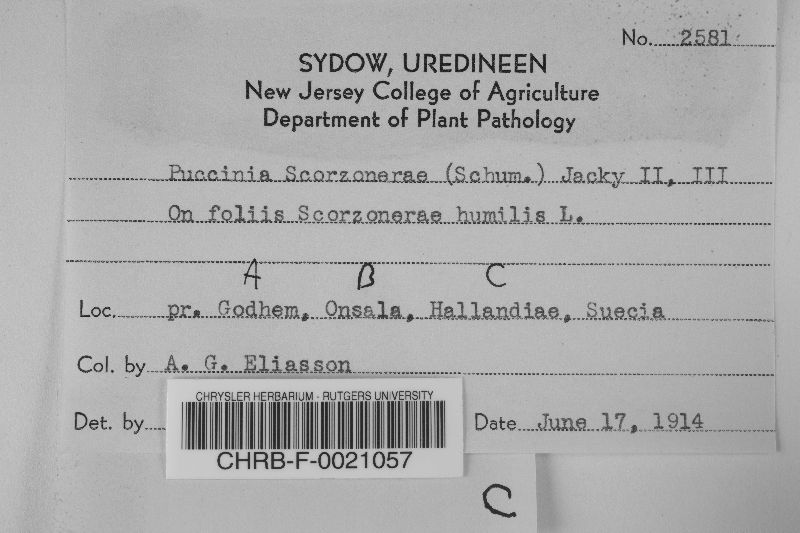 No. 2581
SYDOW, UREDINEEN
New Jersey College of Agriculture
Department of Plant Pathology
Puccinia Scorzonerae (Schum.) Jacky II, III
On foliis Scorzonerae humilis L.
A B C
Loc. pr. Godhem, Onsala, Hallandiae, Suecia
Col. by A. G. Eliasson
Det. by
Date June 17, 1914
CHRYSLER HERBARIUM - RUTGERS UNIVERSITY
CHRB-F-0021057
C